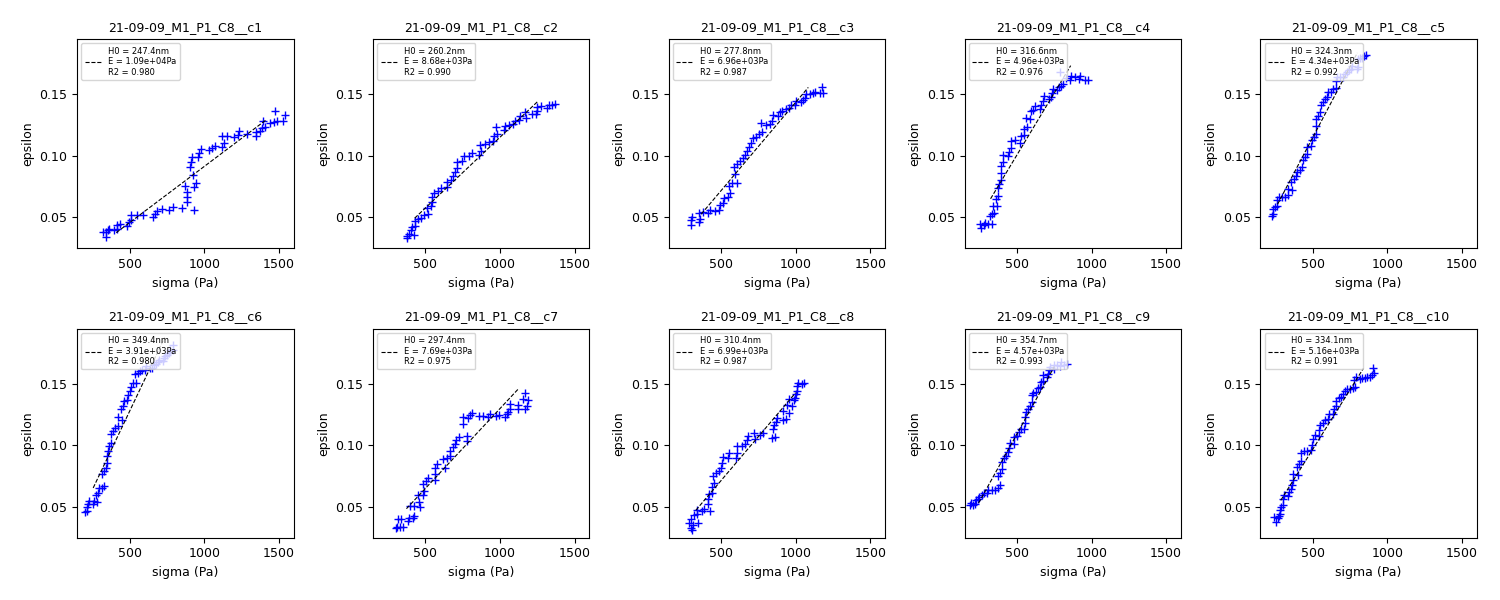 21-09-09_M1_P1_C8__c1
H0 = 247.4nm
E = 1.09e+04Pa
R2 = 0.980
0.15
0.10
0.05
epsilon
500 1000 1500
sigma (Pa)
21-09-09_M1_P1_C8__c2
H0 = 260.2nm
E = 8.68e+03Pa
R2 = 0.990
0.15
0.10
0.05
epsilon
500 1000 1500
sigma (Pa)
21-09-09_M1_P1_C8__c3
H0 = 277.8nm
E = 6.96e+03Pa
R2 = 0.987
0.15
0.10
0.05
epsilon
500 1000 1500
sigma (Pa)
21-09-09_M1_P1_C8__c4
H0 = 316.6nm
E = 4.96e+03Pa
R2 = 0.976
0.15
0.10
0.05
epsilon
500 1000 1500
sigma (Pa)
21-09-09_M1_P1_C8__c5
H0 = 324.3nm
E = 4.34e+03Pa
R2 = 0.992
0.15
0.10
0.05
epsilon
500 1000 1500
sigma (Pa)
21-09-09_M1_P1_C8__c6
H0 = 349.4nm
E = 3.91e+03Pa
R2 = 0.980
0.15
0.10
0.05
epsilon
500 1000 1500
sigma (Pa)
21-09-09_M1_P1_C8__c7
H0 = 297.4nm
E = 7.69e+03Pa
R2 = 0.975
0.15
0.10
0.05
epsilon
500 1000 1500
sigma (Pa)
21-09-09_M1_P1_C8__c8
H0 = 310.4nm
E = 6.99e+03Pa
R2 = 0.987
0.15
0.10
0.05
epsilon
500 1000 1500
sigma (Pa)
21-09-09_M1_P1_C8__c9
H0 = 354.7nm
E = 4.57e+03Pa
R2 = 0.993
0.15
0.10
0.05
epsilon
500 1000 1500
sigma (Pa)
21-09-09_M1_P1_C8__c10
H0 = 334.1nm
E = 5.16e+03Pa
R2 = 0.991
0.15
0.10
0.05
epsilon
500 1000 1500
sigma (Pa)